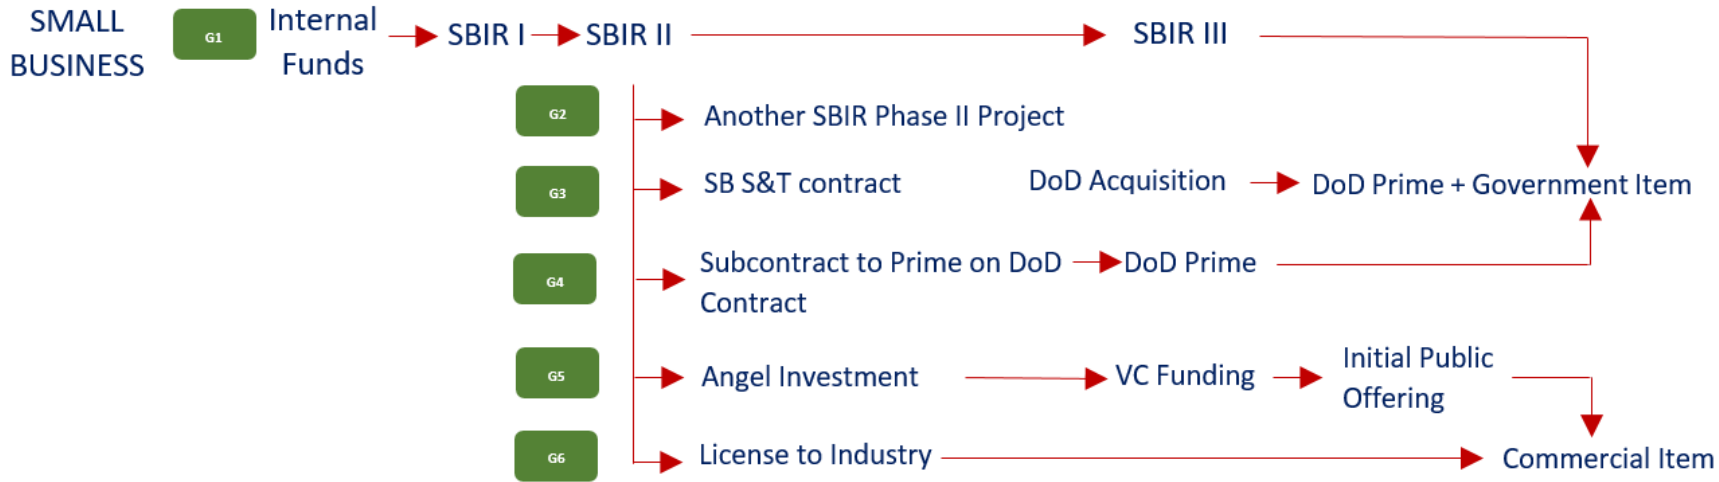 SMALL
BUSINESS
G1
Internal
Funds
SBIR I
SBIR II
SBIR III
G2
Another SBIR Phase II Project
G3
SB S&T contract
DoD Acquisition
DoD Prime + Government Item
G4
Subcontract to Prime on DoD
Contract
DoD Prime
G5
Angel Investment
VC Funding
Initial Public
Offering
G6
License to Industry
Commercial Item